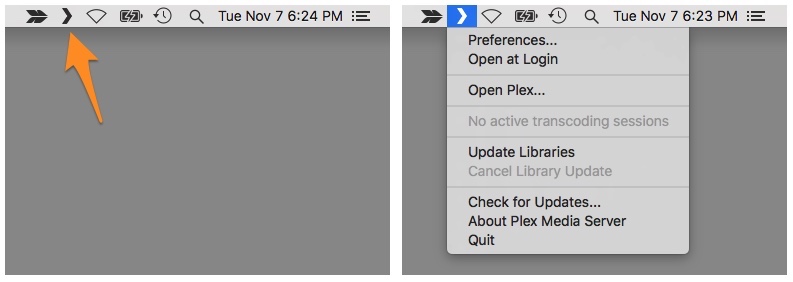 Tue Nov 7 6:24 PM
Tue Nov 7 6:23 PM
Preferences...
Open at Login
Open Plex...
No active transcoding sessions
Update Libraries
Cancel Library Update
Check for Updates...
About Plex Media Server
Quit